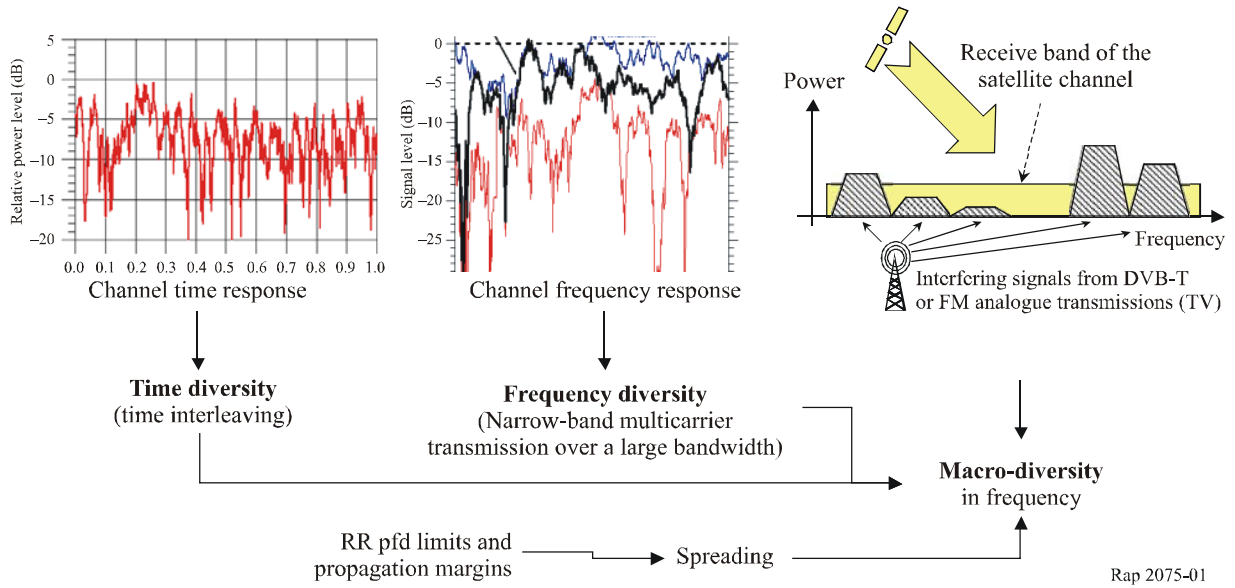 Relative power level (dB)
5
0
–5
–10
–15
–20
0.0 0.1 0.2 0.3 0.4 0.5 0.6 0.7 0.8 0.9 1.0
Channel time response
Signal level (dB)
0
–5
–10
–15
–20
–25
Channel frequency response
Power
Receive band of the
satellite channel
Frequency
Interfering signals from DVB-T
or FM analogue transmissions (TV)
Time diversity
(time interleaving)
Frequency diversity
(Narrow-band multicarrier
transmission over a large bandwidth)
Macro-diversity
in frequency
RR pfd limits and
propagation margins
Spreading
Rap 2075-01